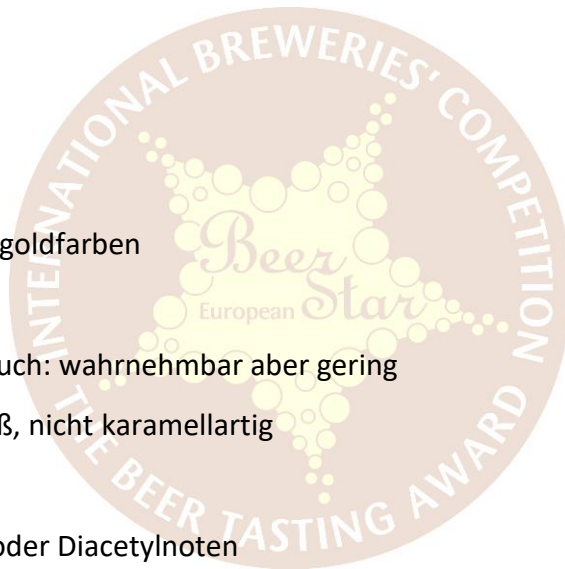 INTERNATIONAL BREWERIES' COMPETITION
goldfarben
Beer
European Star
uch: wahrnehmbar aber gering
ß, nicht karamellartig
THE BEER TASTING AWARD
oder Diacetylnoten